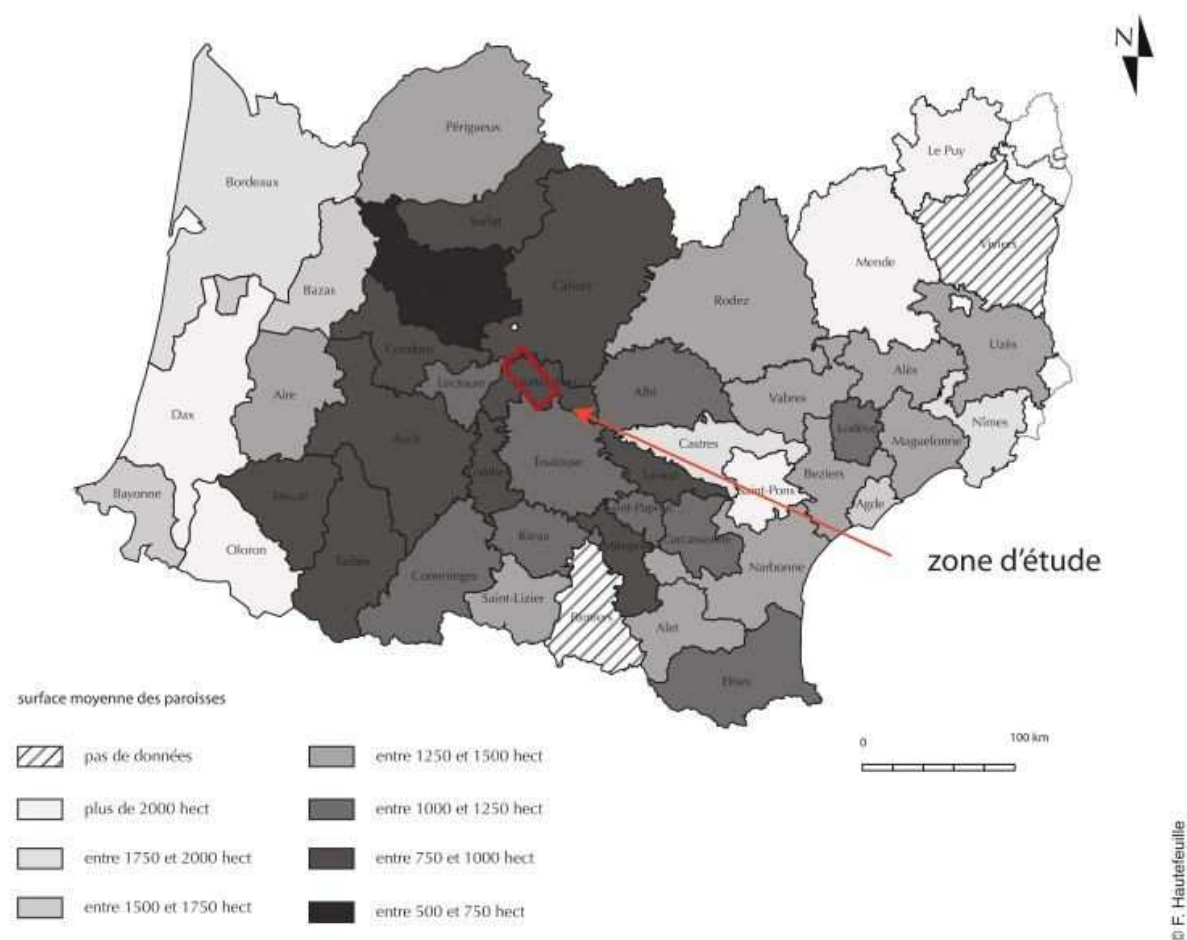 N
Périgueux
Le Puy
Bordeaux
Sarlat
Viviers
Mende
Cahors
Rodez
Bazas
Uzès
Condom
Alès
Lectoure
Albi
Vabres
Aire
Dax
Nîmes
Lodève
Auch
Castres
Maguelonne
Toulouse
Beziers
Lavaur
Saint-Pons
Bayonne
Agde
Lescar
Saint-Papoul
Oloron
Rieux
Mirepoix
Carcassonne
zone d'étude
Tarbes
Narbonne
Comminges
Saint-Lizier
Pamiers
Alet
Elnes
surface moyenne des paroisses
0
100 km
pas de données
entre 1250 et 1500 hect
plus de 2000 hect
entre 1000 et 1250 hect
entre 1750 et 2000 hect
entre 750 et 1000 hect
entre 1500 et 1750 hect
entre 500 et 750 hect
© F. Hautefeuille